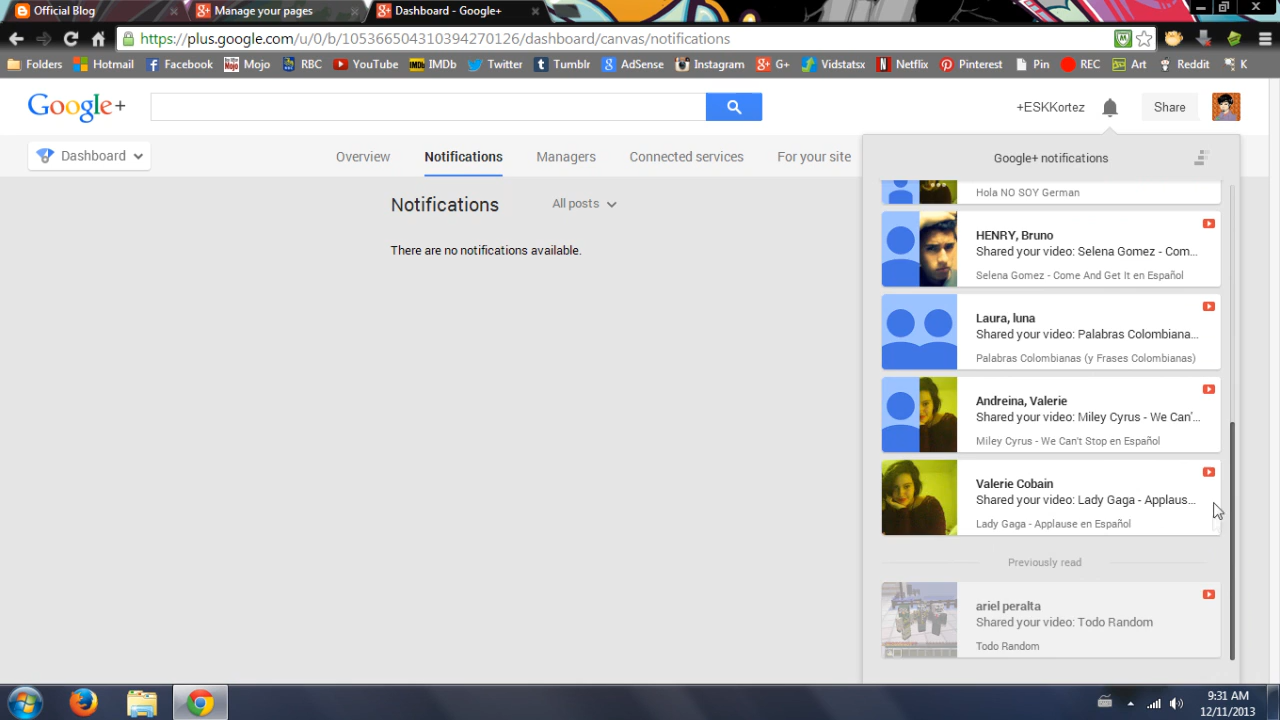 Official Blog
Manage your pages
Dashboard - Google+
https://plus.google.com/u/0/b/105366504310394270126/dashboard/canvas/notifications
Folders Hotmail Facebook Mojo RBC YouTube IMDb Twitter Tumblr AdSense Instagram G+ Vidstatsx Netflix Pinterest Pin REC Art Reddit K
Google+
+ESKKortez
Share
Dashboard
Overview
Notifications
Managers
Connected services
For your site
Notifications
All posts
There are no notifications available.
Google+ notifications
Hola NO SOY German
HENRY, Bruno
Shared your video: Selena Gomez - Com...
Selena Gomez - Come And Get It en Español
Laura, luna
Shared your video: Palabras Colombiana...
Palabras Colombianas (y Frases Colombianas)
Andreina, Valerie
Shared your video: Miley Cyrus - We Can'...
Miley Cyrus - We Can't Stop en Español
Valerie Cobain
Shared your video: Lady Gaga - Applaus...
Lady Gaga - Applause en Español
Previously read
ariel peralta
Shared your video: Todo Random
Todo Random
9:31 AM
12/11/2013